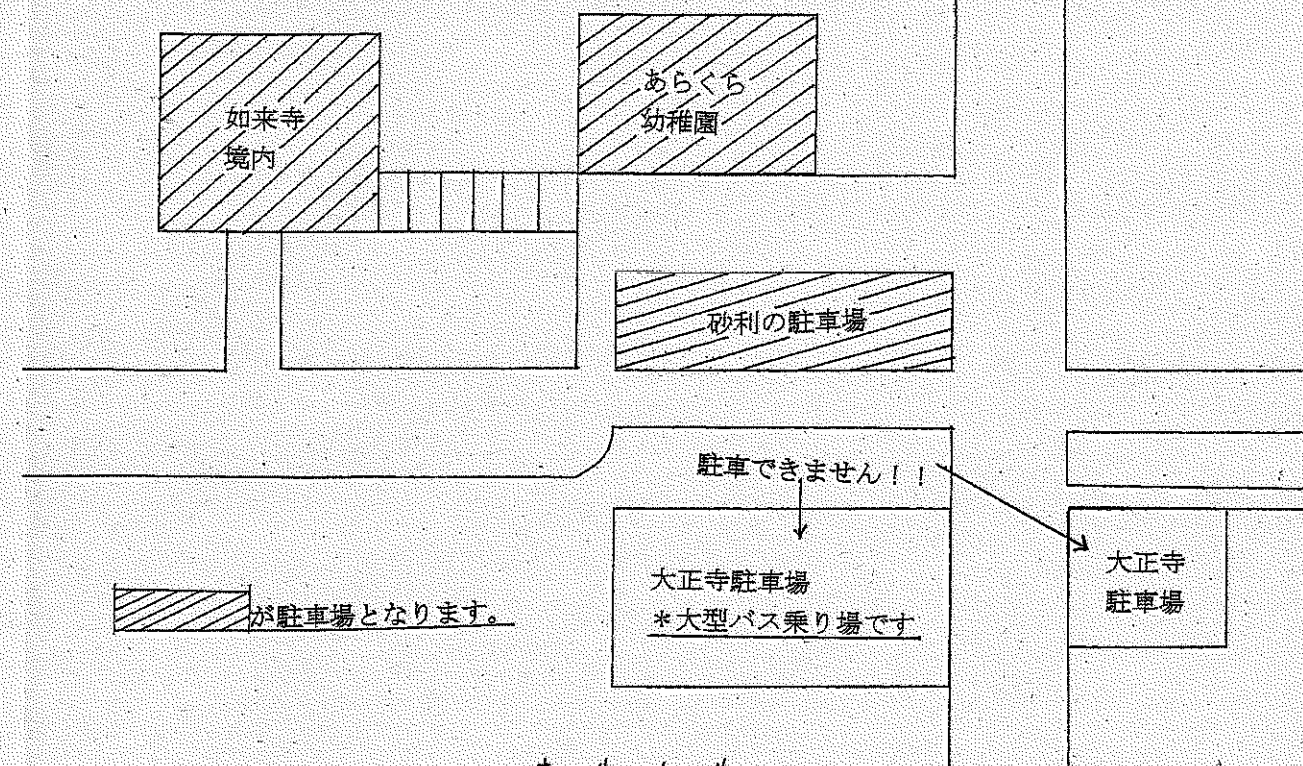 如来寺
境内
あらぐら
幼稚園
砂利の駐車場
駐車できません！！
大正寺駐車場
＊大型バス乗り場です
大正寺
駐車場
が駐車場となります。